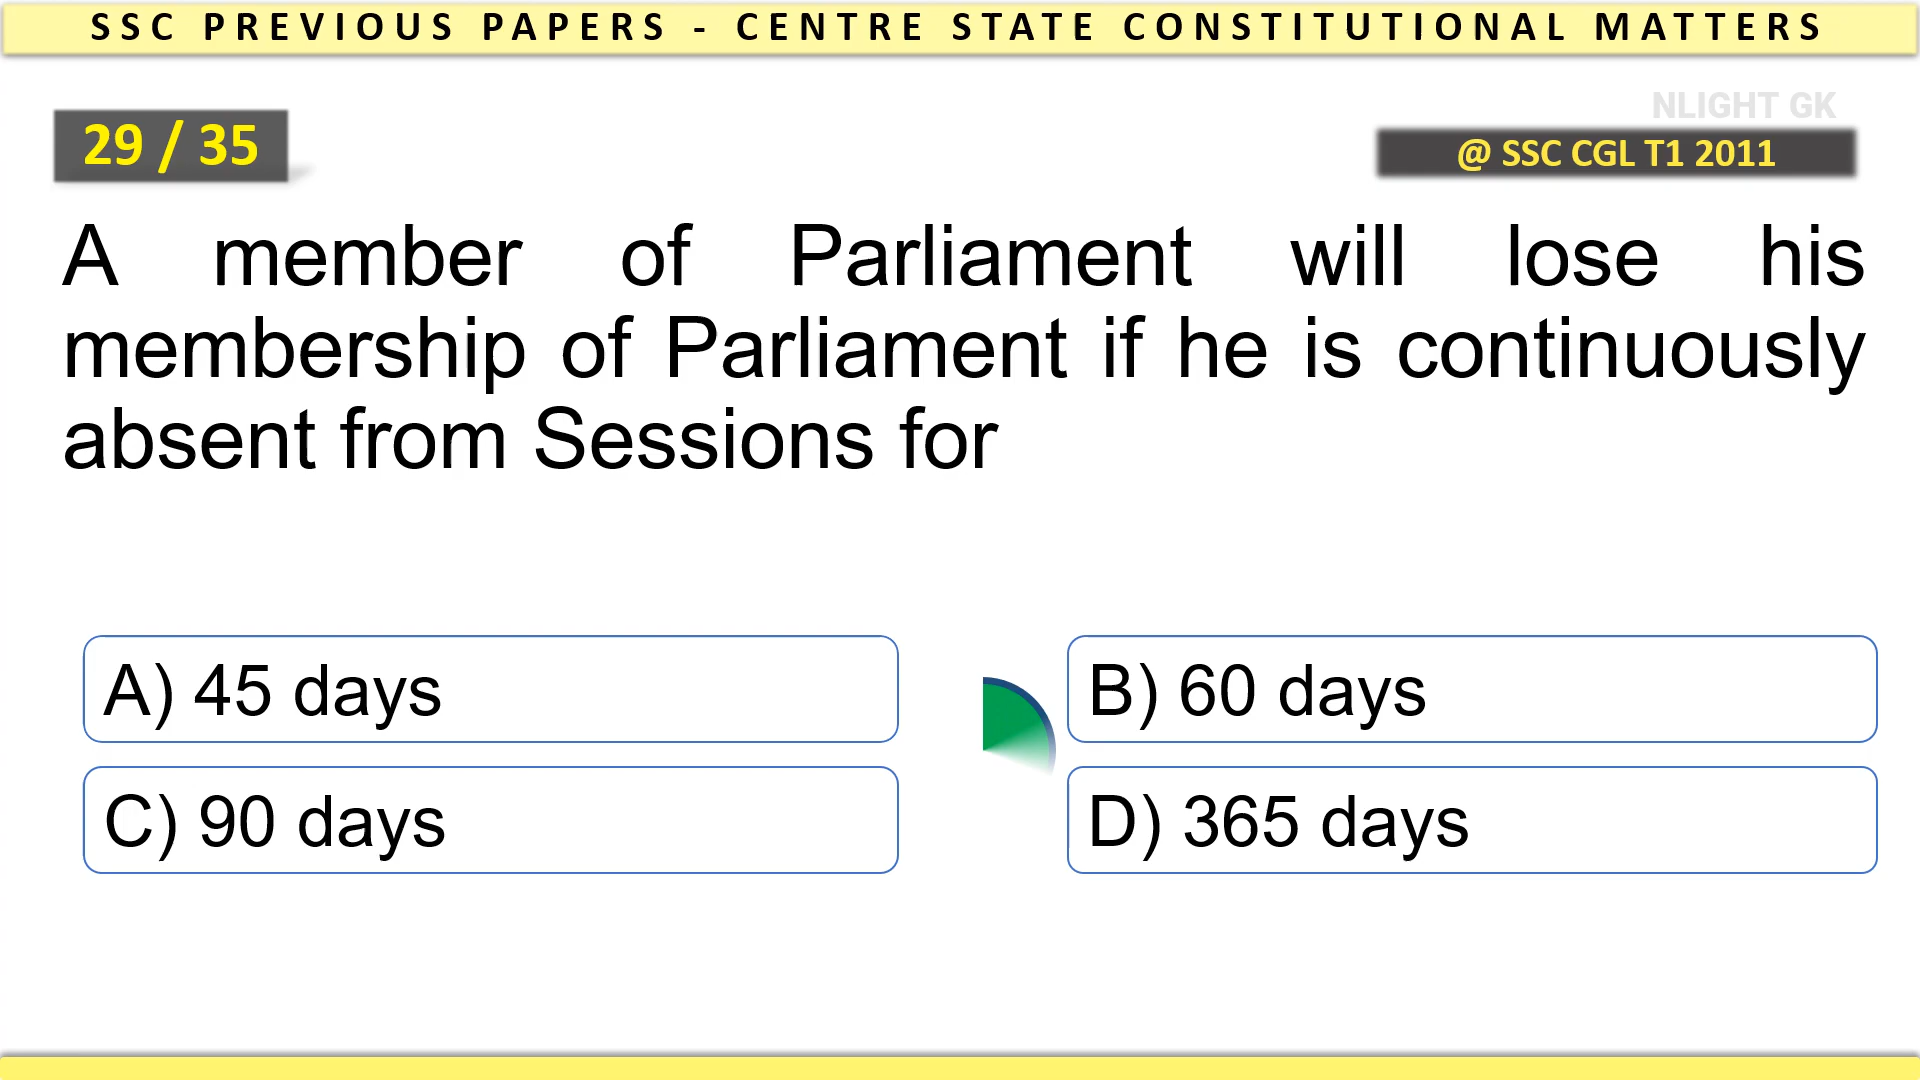 SSC PREVIOUS PAPERS - CENTRE STATE CONSTITUTIONAL MATTERS
NLIGHT GK
29 / 35
@ SSC CGL T1 2011
A member of Parliament will lose his
membership of Parliament if he is continuously
absent from Sessions for
A) 45 days
B) 60 days
C) 90 days
D) 365 days